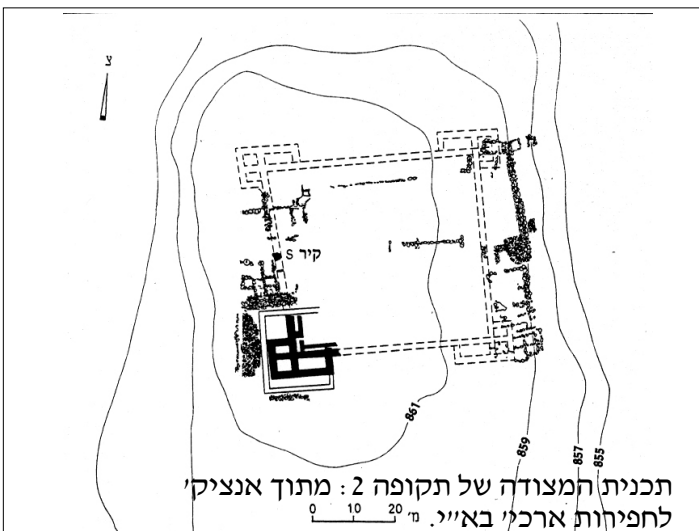 צ
קיר S
861
859
857
855
תכנית המצודה של תקופה 2 : מתוך אנציק'
לחפירות ארכי' בא"י.
0 10 20 מ'